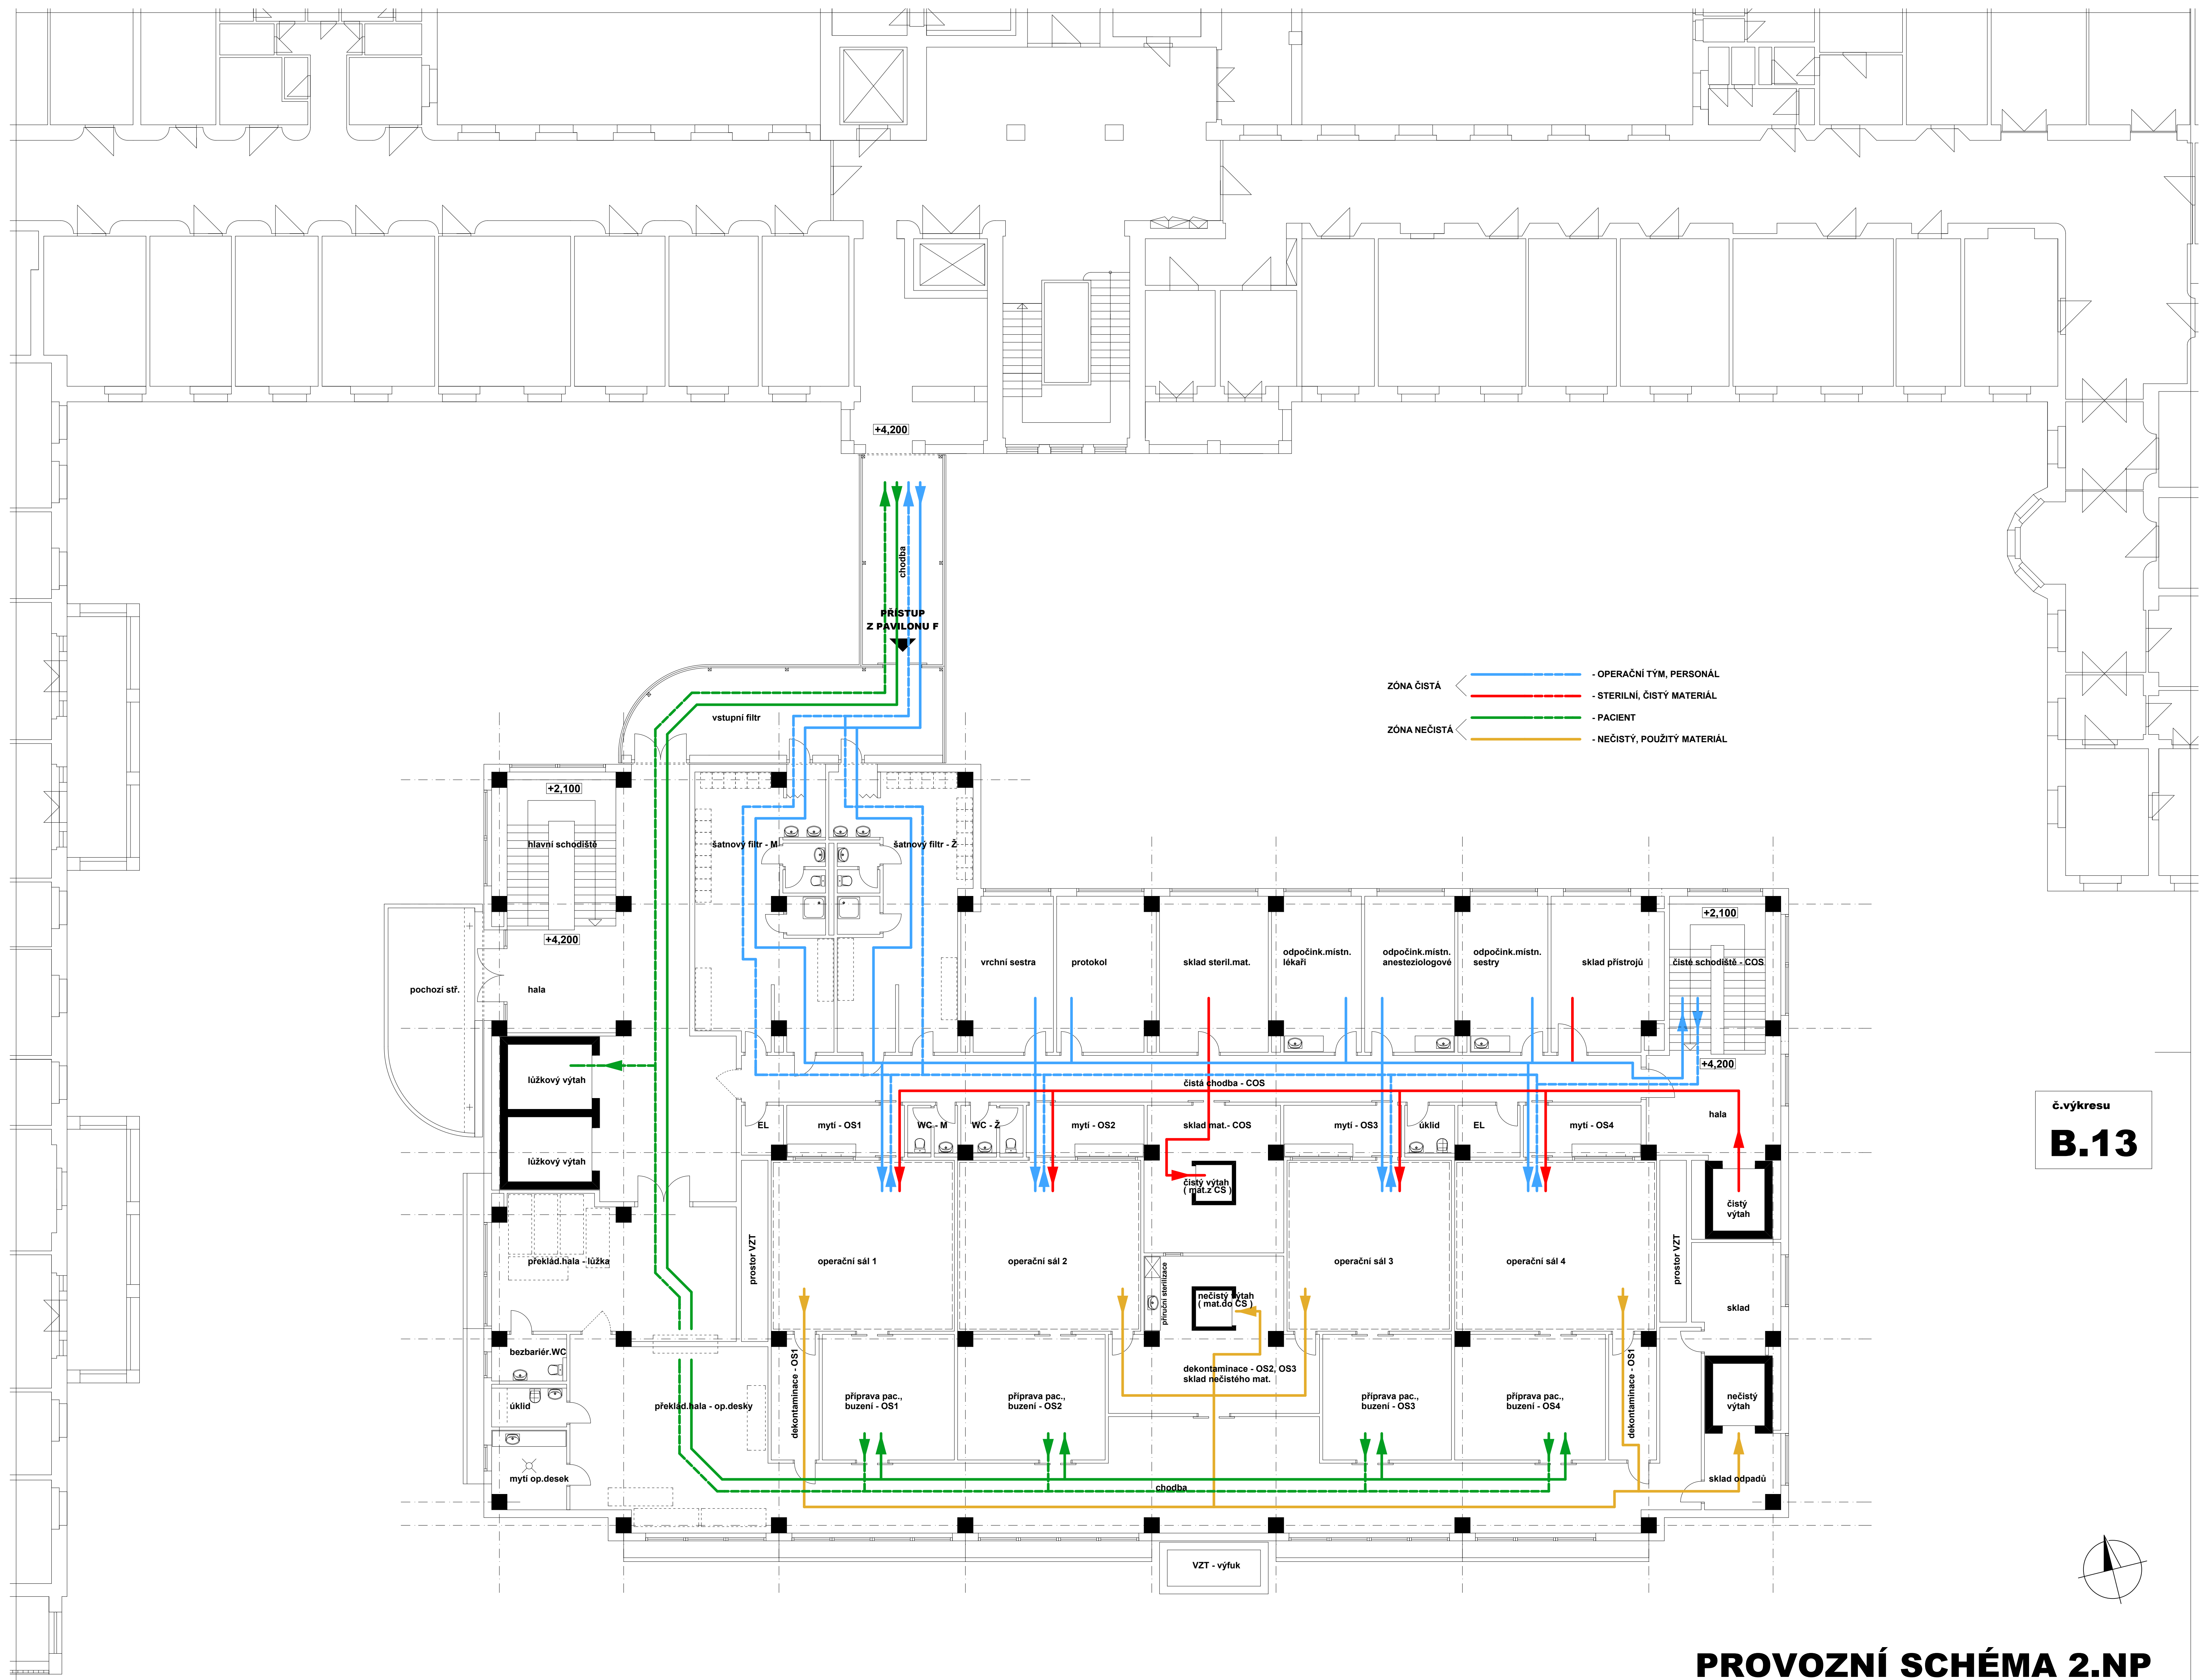 +4,200
chodba
PŘÍSTUP
Z PAVILONU F
ZÓNA ČISTÁ
- OPERAČNÍ TÝM, PERSONÁL
- STERILNÍ, ČISTÝ MATERIÁL
ZÓNA NEČISTÁ
- PACIENT
- NEČISTÝ, POUŽITÝ MATERIÁL
vstupní filtr
+2,100
hlavní schodiště
šatnový filtr - M
šatnový filtr - Ž
+4,200
+2,100
vrchní sestra
protokol
sklad steril.mat.
odpočink.místn.
lékaři
odpočink.místn.
anesteziologové
odpočink.místn.
sestry
sklad přístrojů
čisté schodiště - COS
pochozí stř.
hala
lůžkový výtah
čistá chodba - COS
+4,200
hala
č.výkresu
B.13
EL
mytí - OS1
WC - M
WC - Ž
mytí - OS2
sklad mat.- COS
mytí - OS3
úklid
EL
mytí - OS4
lůžkový výtah
čistý výtah
( mat.z CS )
čistý
výtah
překlád.hala - lůžka
prostor VZT
operační sál 1
operační sál 2
operační sál 3
operační sál 4
prostor VZT
příruční sterilizace
nečistý výtah
( mat.do CS )
sklad
bezbariér.WC
dekontaminace - OS1
dekontaminace - OS2, OS3
sklad nečistého mat.
dekontaminace - OS1
úklid
překlád.hala - op.desky
příprava pac.,
buzení - OS1
příprava pac.,
buzení - OS2
příprava pac.,
buzení - OS3
příprava pac.,
buzení - OS4
nečistý
výtah
mytí op.desek
chodba
sklad odpadů
VZT - výfuk
PROVOZNÍ SCHÉMA 2.NP